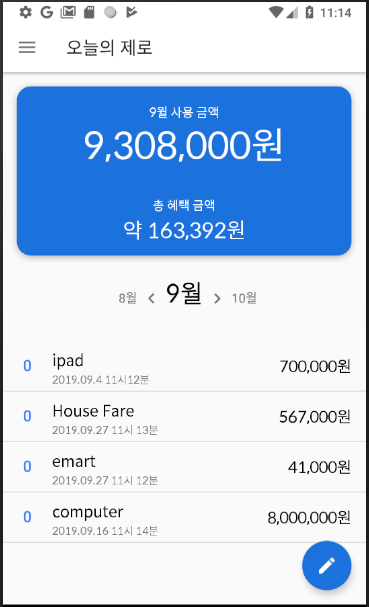 11:14
오늘의 제로
9월 사용 금액
9,308,000원
총 혜택 금액
약 163,392원
8월 < 9월 > 10월
0 ipad 700,000원
2019.09.4 11시12분
0 House Fare 567,000원
2019.09.27 11시 13분
0 emart 41,000원
2019.09.27 11시 12분
0 computer 8,000,000원
2019.09.16 11시 14분